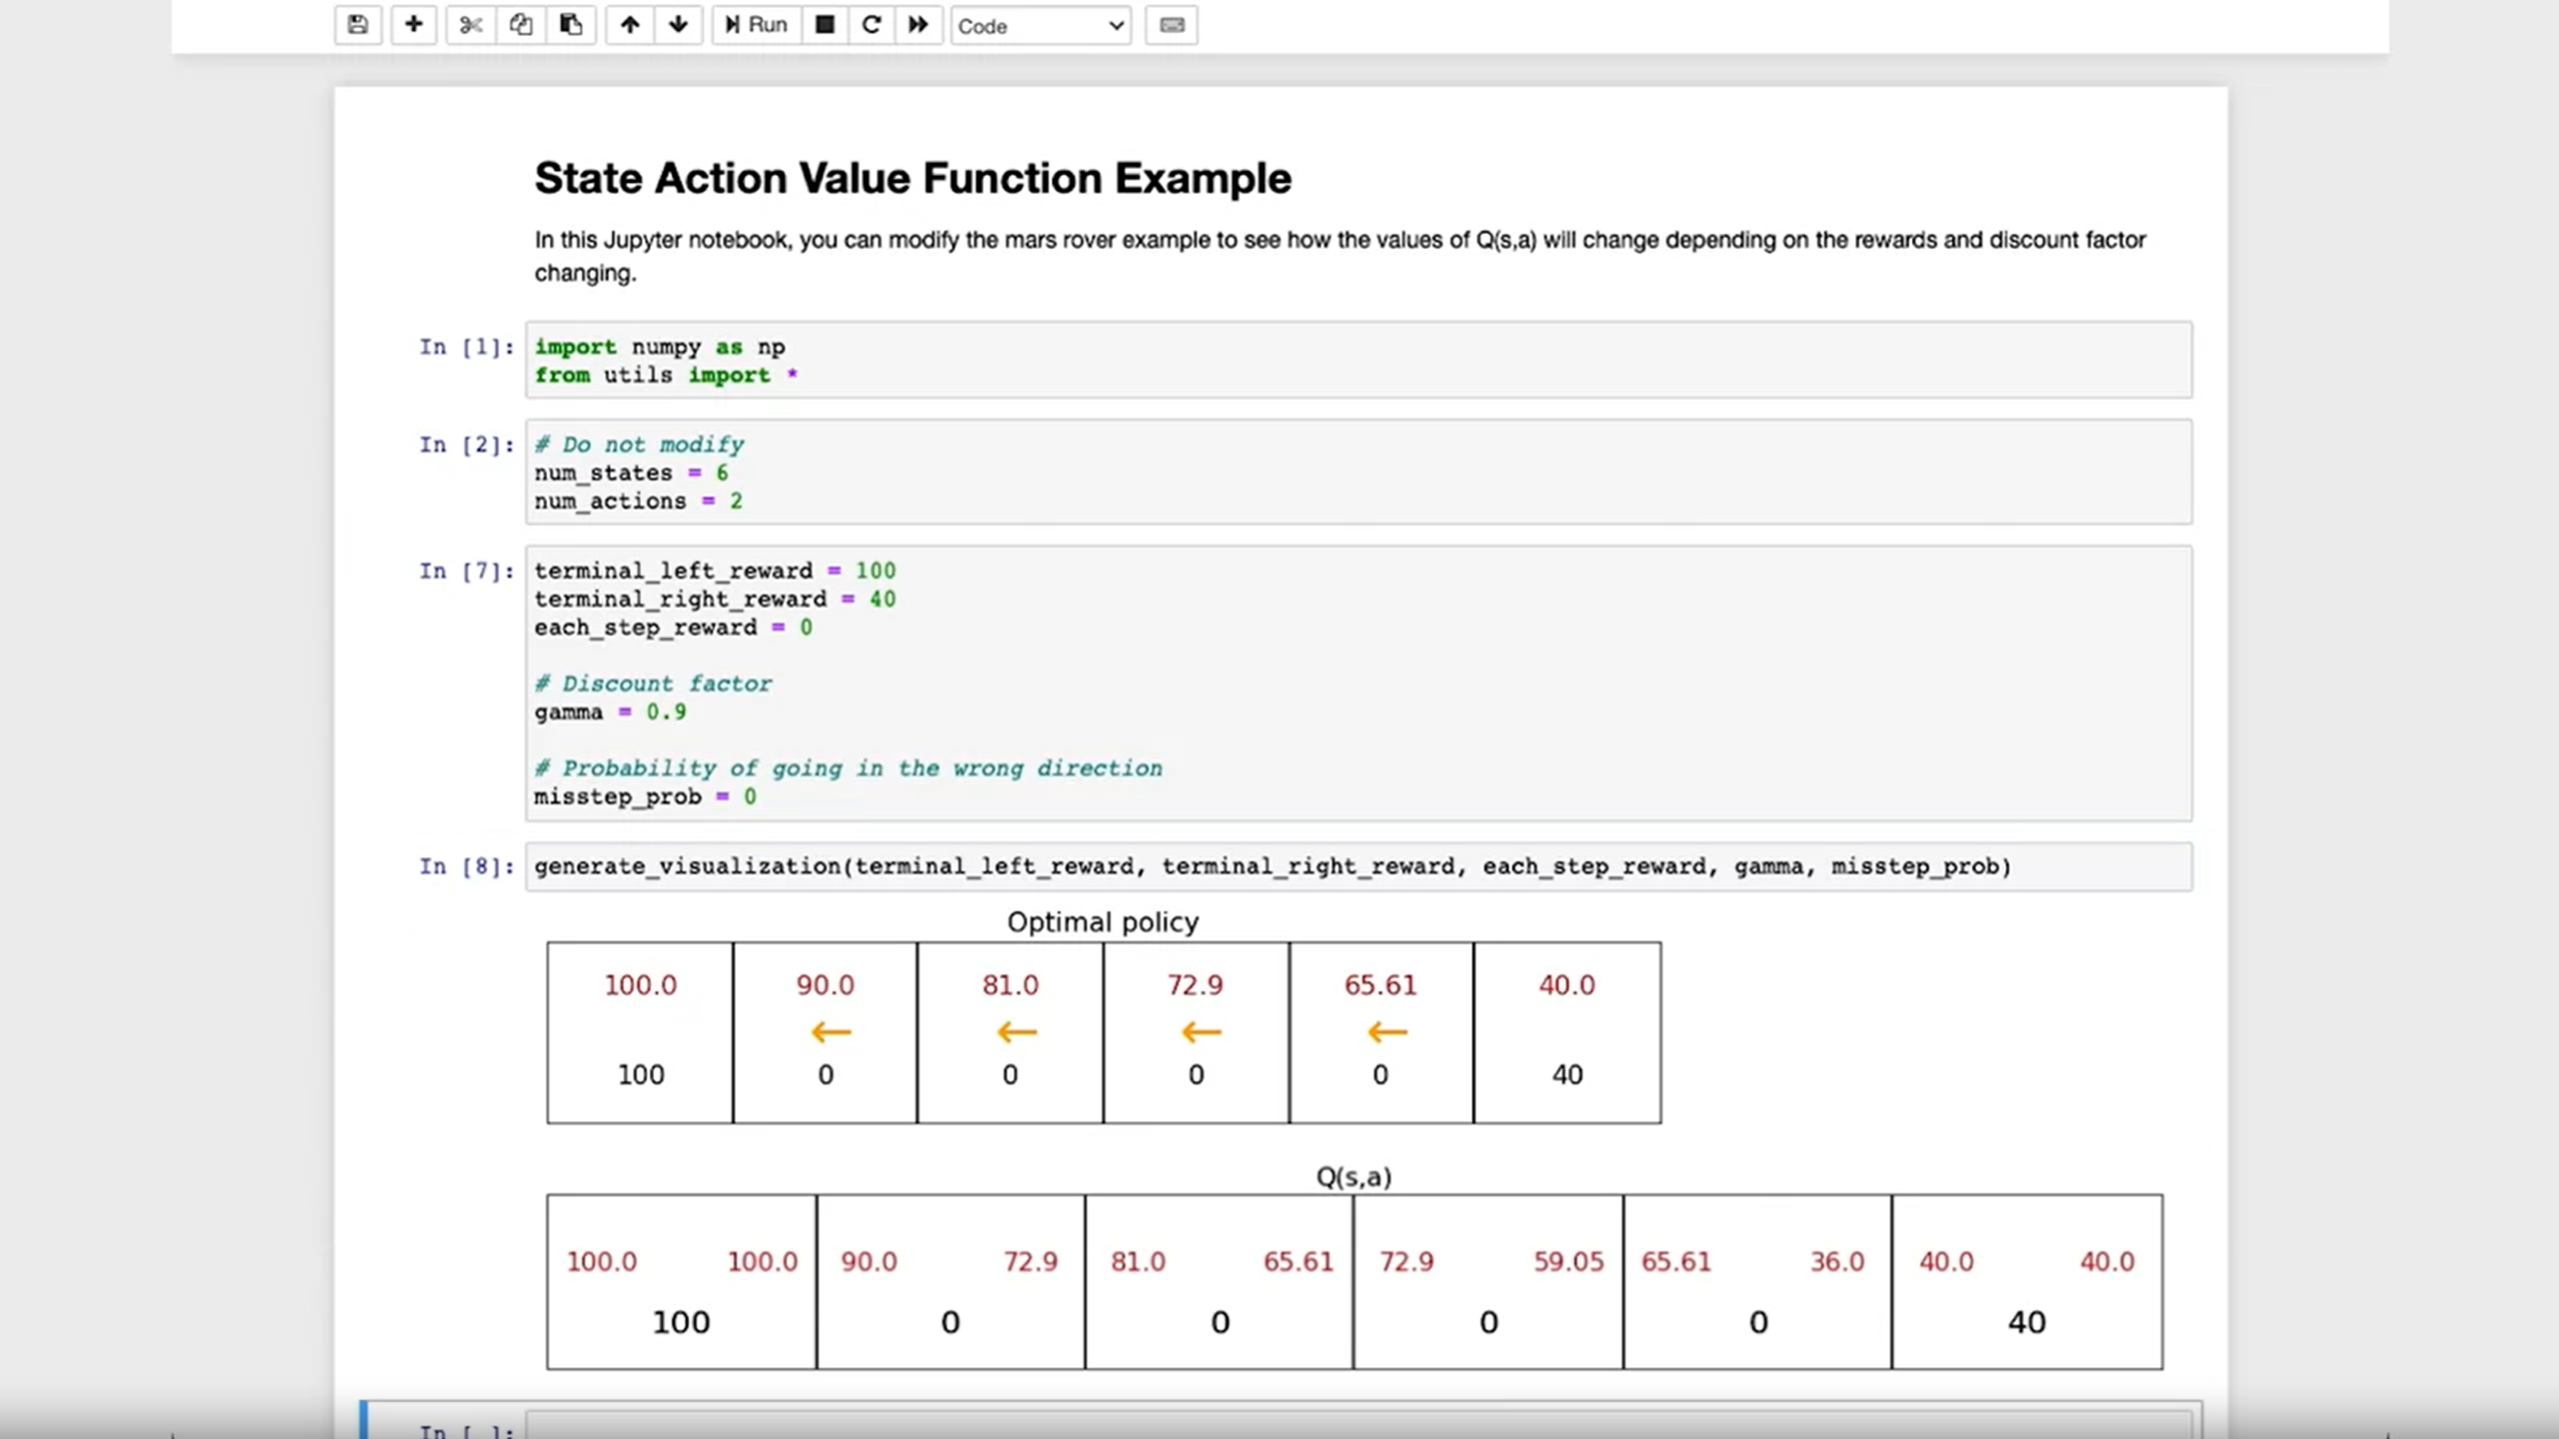 Run Code
State Action Value Function Example
In this Jupyter notebook, you can modify the mars rover example to see how the values of Q(s,a) will change depending on the rewards and discount factor
changing.
In [1]: import numpy as np
from utils import *
In [2]: # Do not modify
num_states = 6
num_actions = 2
In [7]: terminal_left_reward = 100
terminal_right_reward = 40
each_step_reward = 0
# Discount factor
gamma = 0.9
# Probability of going in the wrong direction
misstep_prob = 0
In [8]: generate_visualization(terminal_left_reward, terminal_right_reward, each_step_reward, gamma, misstep_prob)
Optimal policy
100.0 90.0 81.0 72.9 65.61 40.0
← ← ← ←
100 0 0 0 0 40
Q(s,a)
100.0 100.0 90.0 72.9 81.0 65.61 72.9 59.05 65.61 36.0 40.0 40.0
100 0 0 0 0 40
In [ ]: